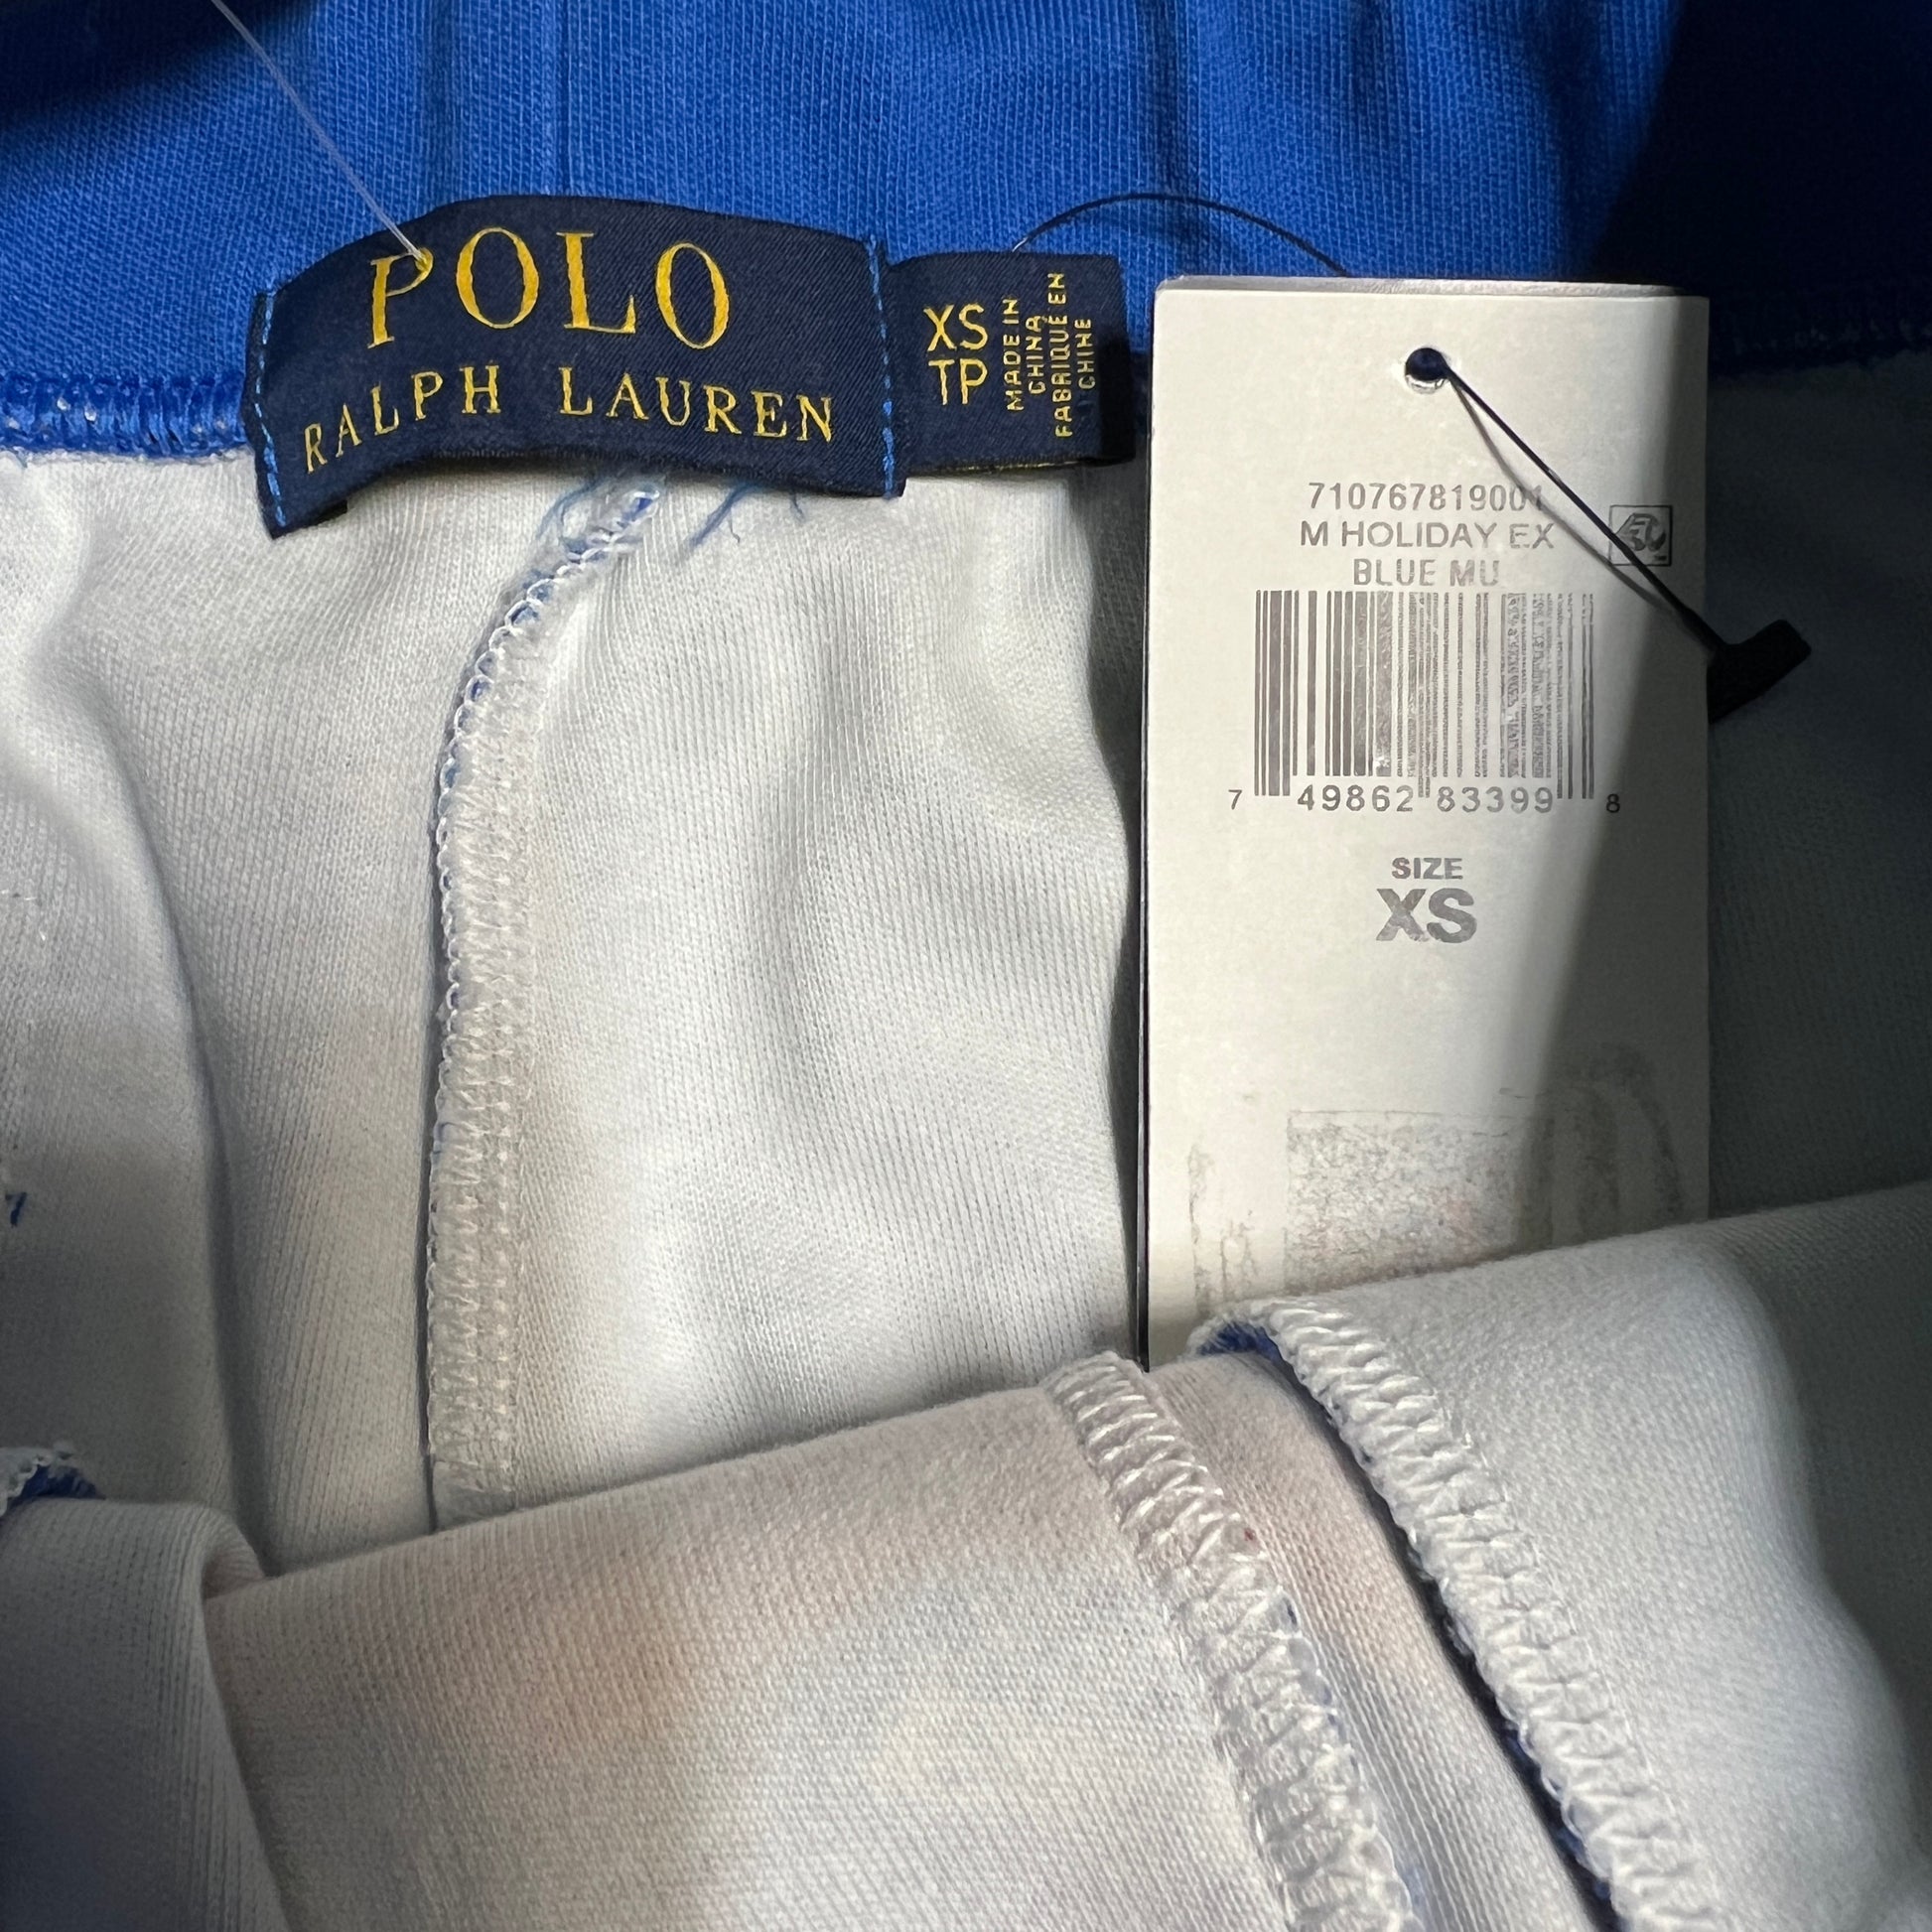 POLO
RALPH LAUREN
XS
TP
MADE IN
CHINA
FABRIQUÉ EN
CHINE
710767819001
M HOLIDAY EX
BLUE MU
7 49862 83399 8
SIZE
XS